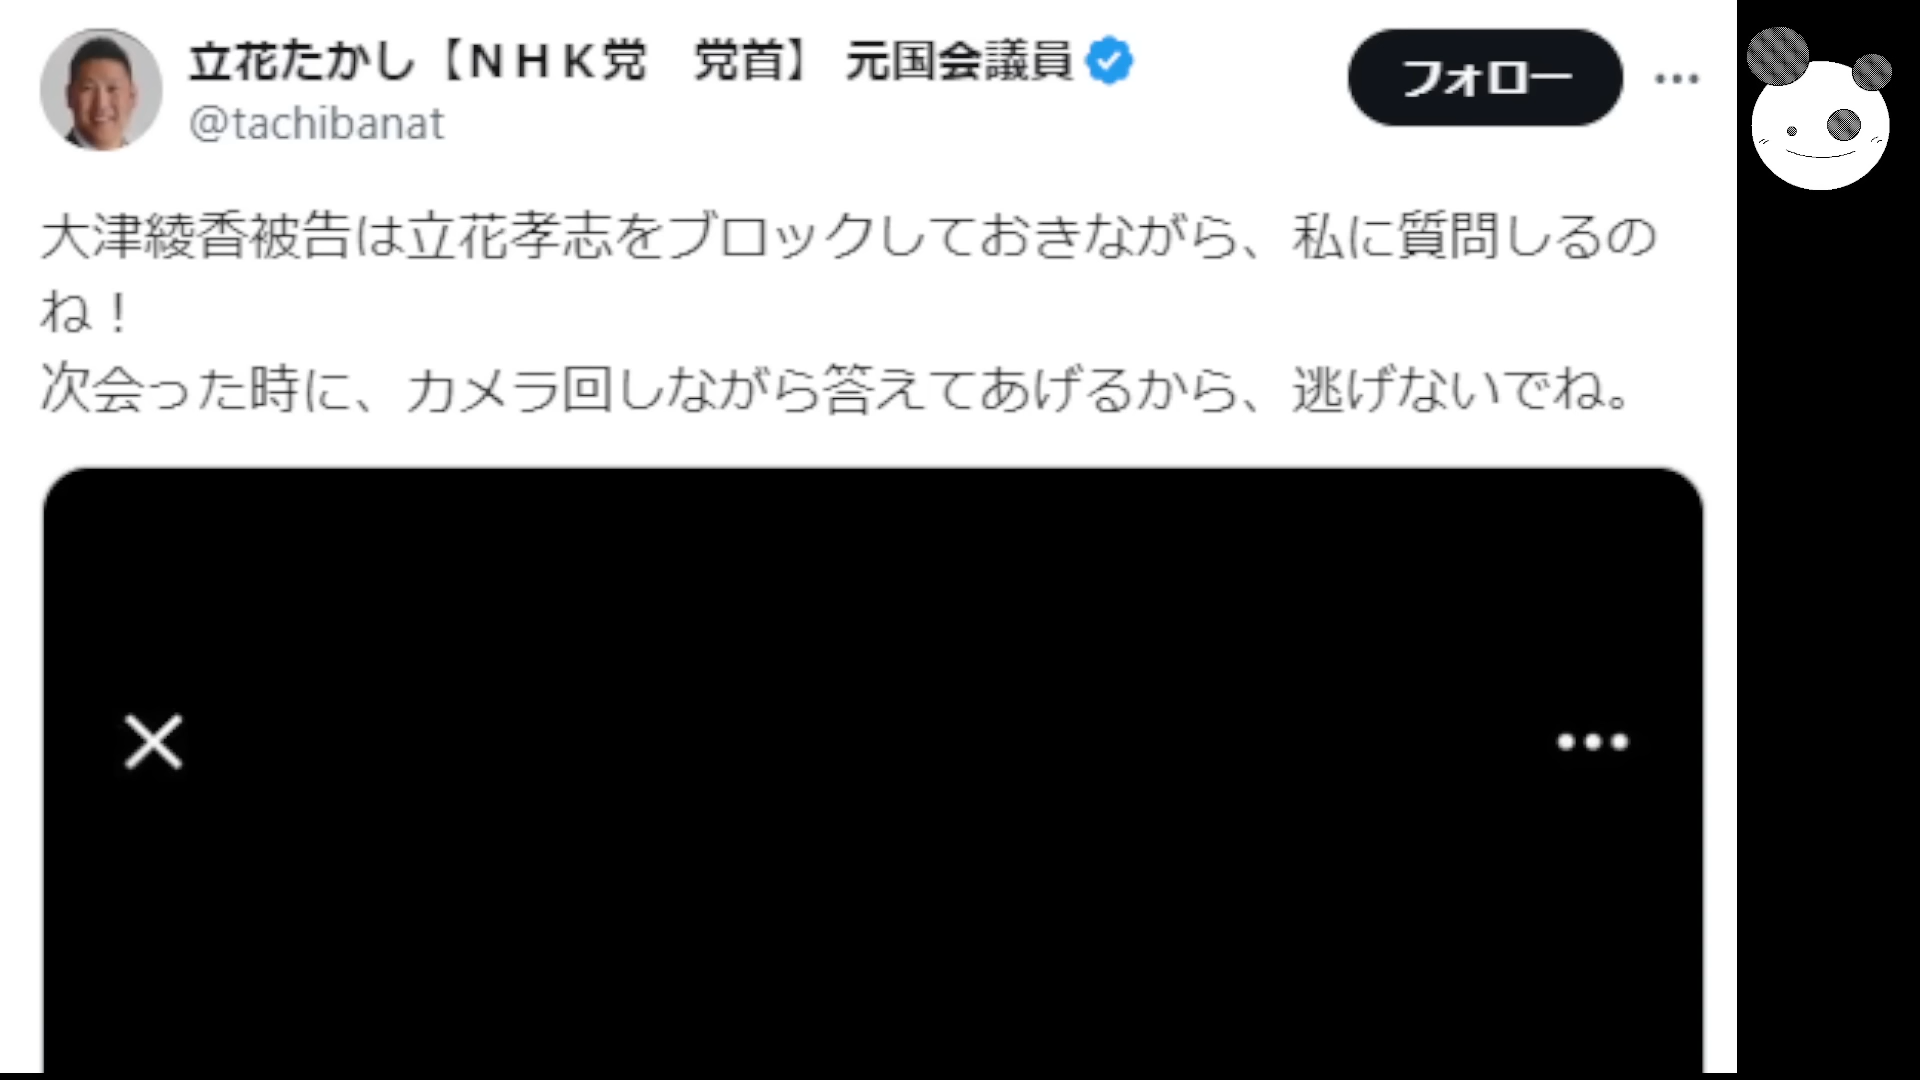 立花たかし【ＮＨＫ党　党首】 元国会議員
フォロー
@tachibanat
大津綾香被告は立花孝志をブロックしておきながら、私に質問しるの
ね！
次会った時に、カメラ回しながら答えてあげるから、逃げないでね。